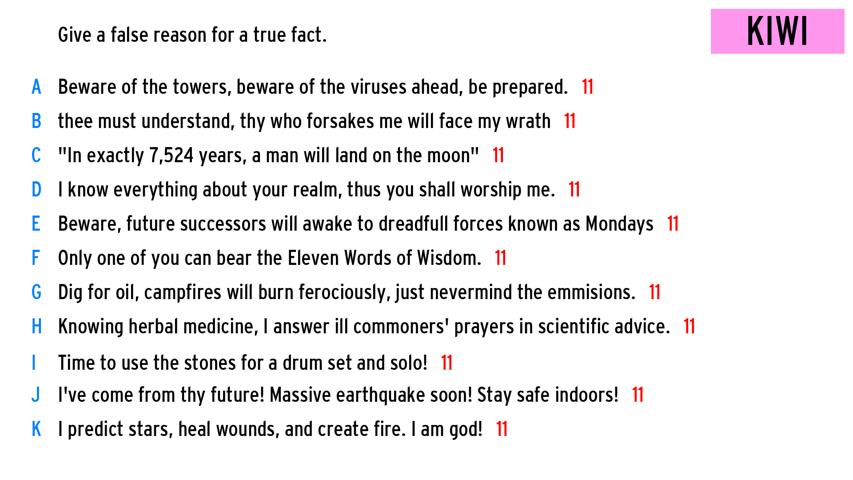 Give a false reason for a true fact.
KIWI
A Beware of the towers, beware of the viruses ahead, be prepared. 11
B thee must understand, thy who forsakes me will face my wrath 11
C "In exactly 7,524 years, a man will land on the moon" 11
D I know everything about your realm, thus you shall worship me. 11
E Beware, future successors will awake to dreadfull forces known as Mondays 11
F Only one of you can bear the Eleven Words of Wisdom. 11
G Dig for oil, campfires will burn ferociously, just nevermind the emmisions. 11
H Knowing herbal medicine, I answer ill commoners' prayers in scientific advice. 11
I Time to use the stones for a drum set and solo! 11
J I've come from thy future! Massive earthquake soon! Stay safe indoors! 11
K I predict stars, heal wounds, and create fire. I am god! 11